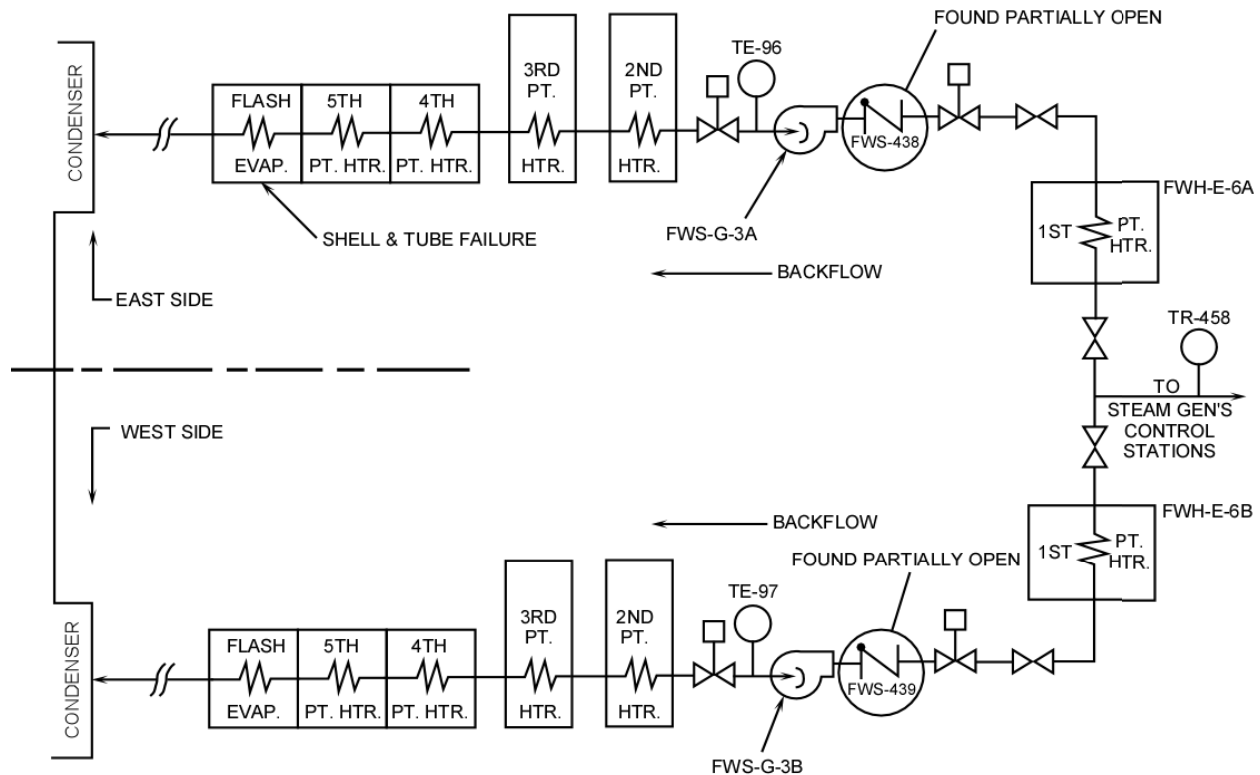 FOUND PARTIALLY OPEN
TE-96
3RD
PT.
HTR.
2ND
PT.
HTR.
CONDENSER
FLASH
EVAP.
5TH
PT. HTR.
4TH
PT. HTR.
FWS-438
FWH-E-6A
1ST
PT.
HTR.
SHELL & TUBE FAILURE
FWS-G-3A
BACKFLOW
EAST SIDE
TR-458
TO
STEAM GEN'S
CONTROL
STATIONS
WEST SIDE
BACKFLOW
FWH-E-6B
1ST
PT.
HTR.
FOUND PARTIALLY OPEN
TE-97
3RD
PT.
HTR.
2ND
PT.
HTR.
CONDENSER
FLASH
EVAP.
5TH
PT. HTR.
4TH
PT. HTR.
FWS-439
FWS-G-3B